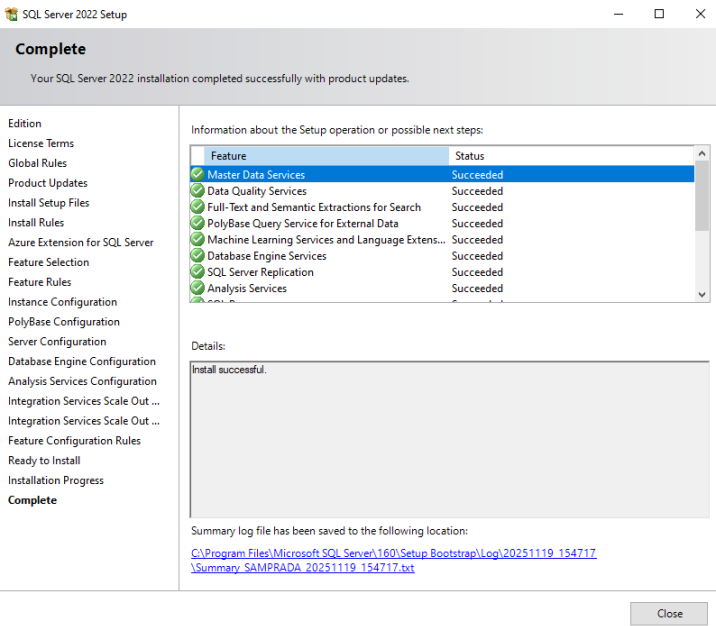 SQL Server 2022 Setup
Complete
Your SQL Server 2022 installation completed successfully with product updates.
Edition
License Terms
Global Rules
Product Updates
Install Setup Files
Install Rules
Azure Extension for SQL Server
Feature Selection
Feature Rules
Instance Configuration
PolyBase Configuration
Server Configuration
Database Engine Configuration
Analysis Services Configuration
Integration Services Scale Out ...
Integration Services Scale Out ...
Feature Configuration Rules
Ready to Install
Installation Progress
Complete
Information about the Setup operation or possible next steps:
Feature Status
Master Data Services Succeeded
Data Quality Services Succeeded
Full-Text and Semantic Extractions for Search Succeeded
PolyBase Query Service for External Data Succeeded
Machine Learning Services and Language Extens... Succeeded
Database Engine Services Succeeded
SQL Server Replication Succeeded
Analysis Services Succeeded
Details:
Install successful.
Summary log file has been saved to the following location:
C:\Program Files\Microsoft SQL Server\160\Setup Bootstrap\Log\20251119_154717
\Summary_SAMPRADA_20251119_154717.txt
Close